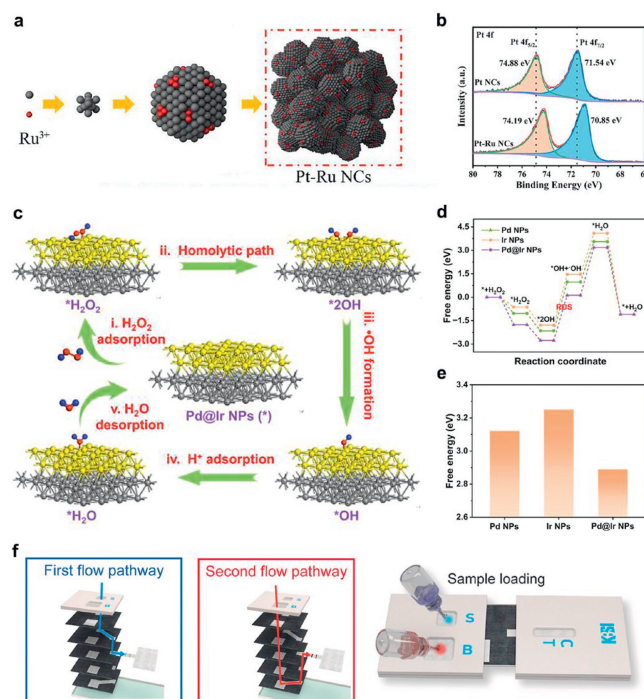 a
Ru³⁺
Pt-Ru NCs
b
Pt 4f
Pt 4f₅/₂
Pt 4f₇/₂
74.88 eV
71.54 eV
Pt NCs
74.19 eV
70.85 eV
Pt-Ru NCs
Intensity (a.u.)
80 78 76 74 72 70 68 66
Binding Energy (eV)
c
*H₂O₂
ii. Homolytic path
*2OH
i. H₂O₂
adsorption
iii. •OH formation
Pd@Ir NPs (*)
v. H₂O
desorption
*H₂O
iv. H⁺ adsorption
*OH
d
Pd NPs
Ir NPs
Pd@Ir NPs
*H₂O
*OH+·OH
*+H₂O₂
*H₂O₂
RDS
*2OH
*+H₂O
4.5
3.0
1.5
0.0
−1.5
−3.0
Free energy (eV)
Reaction coordinate
e
3.6
3.3
3.0
2.7
2.6
Free energy (eV)
Pd NPs Ir NPs Pd@Ir NPs
f
First flow pathway
Second flow pathway
Sample loading
S
B
C
T